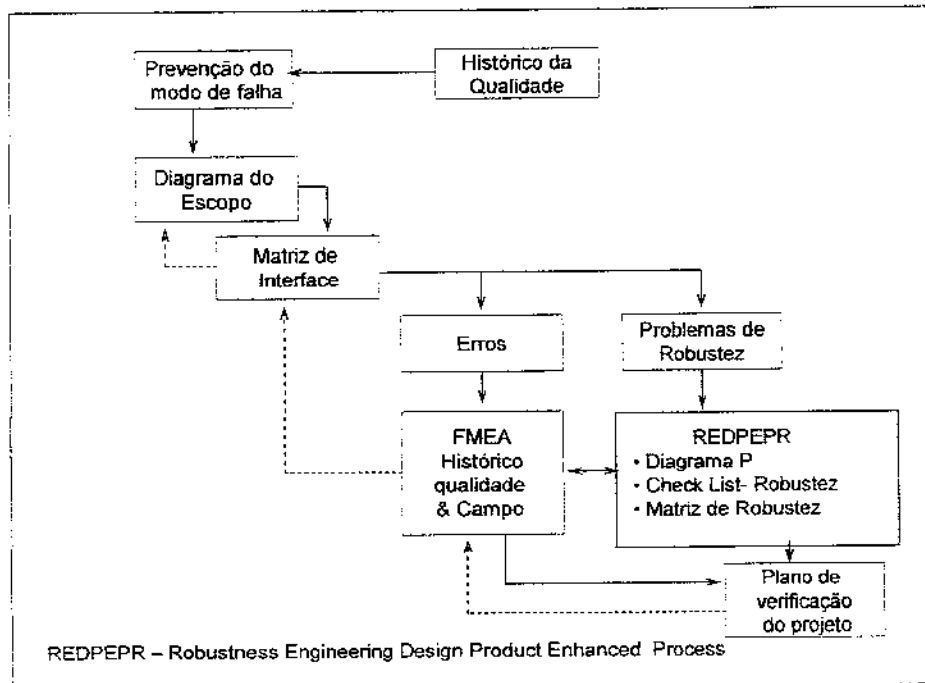 Prevenção do
modo de falha
Histórico da
Qualidade
Diagrama do
Escopo
Matriz de
Interface
Erros
Problemas de
Robustez
FMEA
Histórico
qualidade
& Campo
REDPEPR
• Diagrama P
• Check List- Robustez
• Matriz de Robustez
Plano de
verificação
do projeto
REDPEPR – Robustness Engineering Design Product Enhanced Process